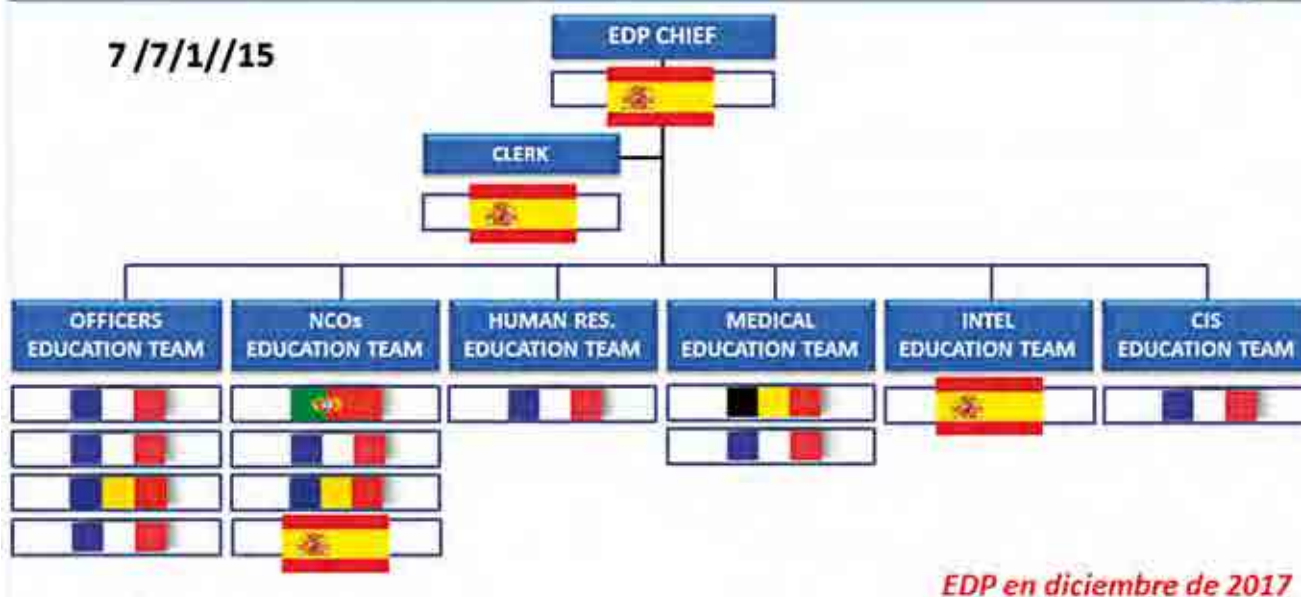 7 /7/1//15
EDP CHIEF
CLERK
OFFICERS
EDUCATION TEAM
NCOs
EDUCATION TEAM
HUMAN RES.
EDUCATION TEAM
MEDICAL
EDUCATION TEAM
INTEL
EDUCATION TEAM
CIS
EDUCATION TEAM
EDP en diciembre de 2017